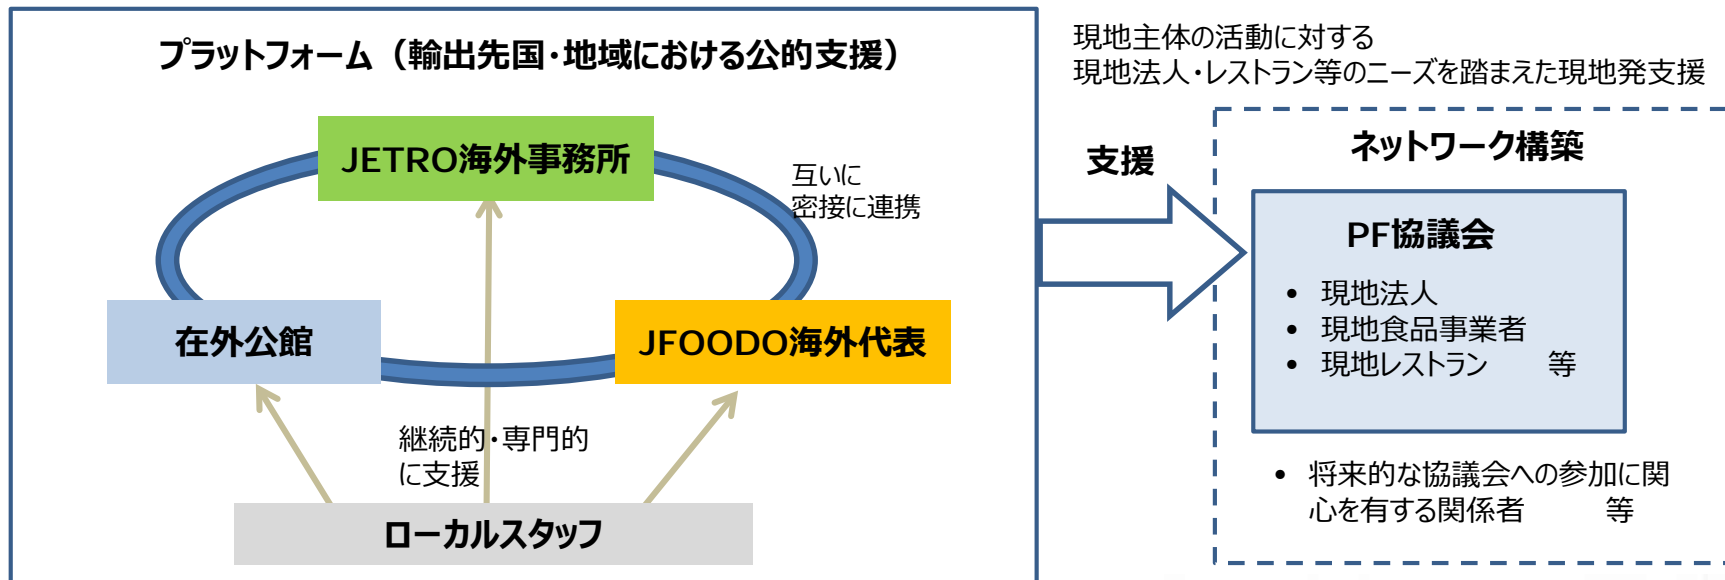 プラットフォーム（輸出先国・地域における公的支援）
JETRO海外事務所
互いに
密接に連携
在外公館
JFOODO海外代表
継続的・専門的
に支援
ローカルスタッフ
現地主体の活動に対する
現地法人・レストラン等のニーズを踏まえた現地発支援
支援
ネットワーク構築
PF協議会
• 現地法人
• 現地食品事業者
• 現地レストラン　　等
• 将来的な協議会への参加に関
心を有する関係者　　　等